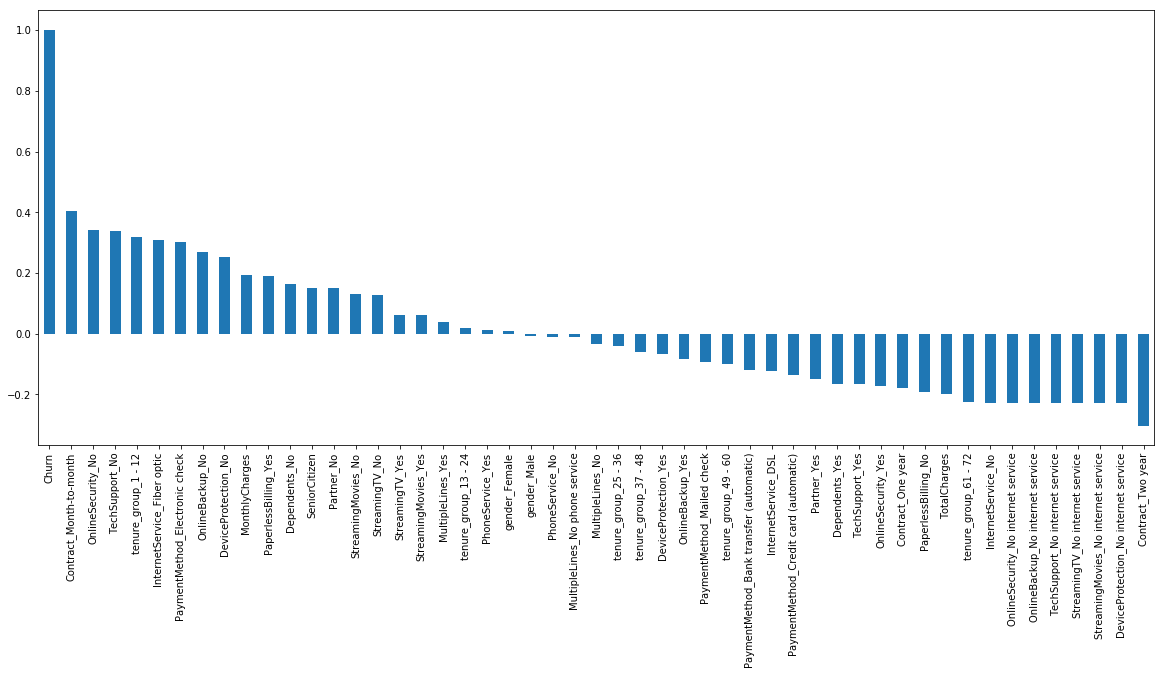 1.0
0.8
0.6
0.4
0.2
0.0
−0.2
Churn
Contract_Month-to-month
OnlineSecurity_No
TechSupport_No
tenure_group_1 - 12
InternetService_Fiber optic
PaymentMethod_Electronic check
OnlineBackup_No
DeviceProtection_No
MonthlyCharges
PaperlessBilling_Yes
Dependents_No
SeniorCitizen
Partner_No
StreamingMovies_No
StreamingTV_No
StreamingTV_Yes
StreamingMovies_Yes
MultipleLines_Yes
tenure_group_13 - 24
PhoneService_Yes
gender_Female
gender_Male
PhoneService_No
MultipleLines_No phone service
MultipleLines_No
tenure_group_25 - 36
tenure_group_37 - 48
DeviceProtection_Yes
OnlineBackup_Yes
PaymentMethod_Mailed check
tenure_group_49 - 60
PaymentMethod_Bank transfer (automatic)
InternetService_DSL
PaymentMethod_Credit card (automatic)
Partner_Yes
Dependents_Yes
TechSupport_Yes
OnlineSecurity_Yes
Contract_One year
PaperlessBilling_No
TotalCharges
tenure_group_61 - 72
InternetService_No
OnlineSecurity_No internet service
OnlineBackup_No internet service
TechSupport_No internet service
StreamingTV_No internet service
StreamingMovies_No internet service
DeviceProtection_No internet service
Contract_Two year